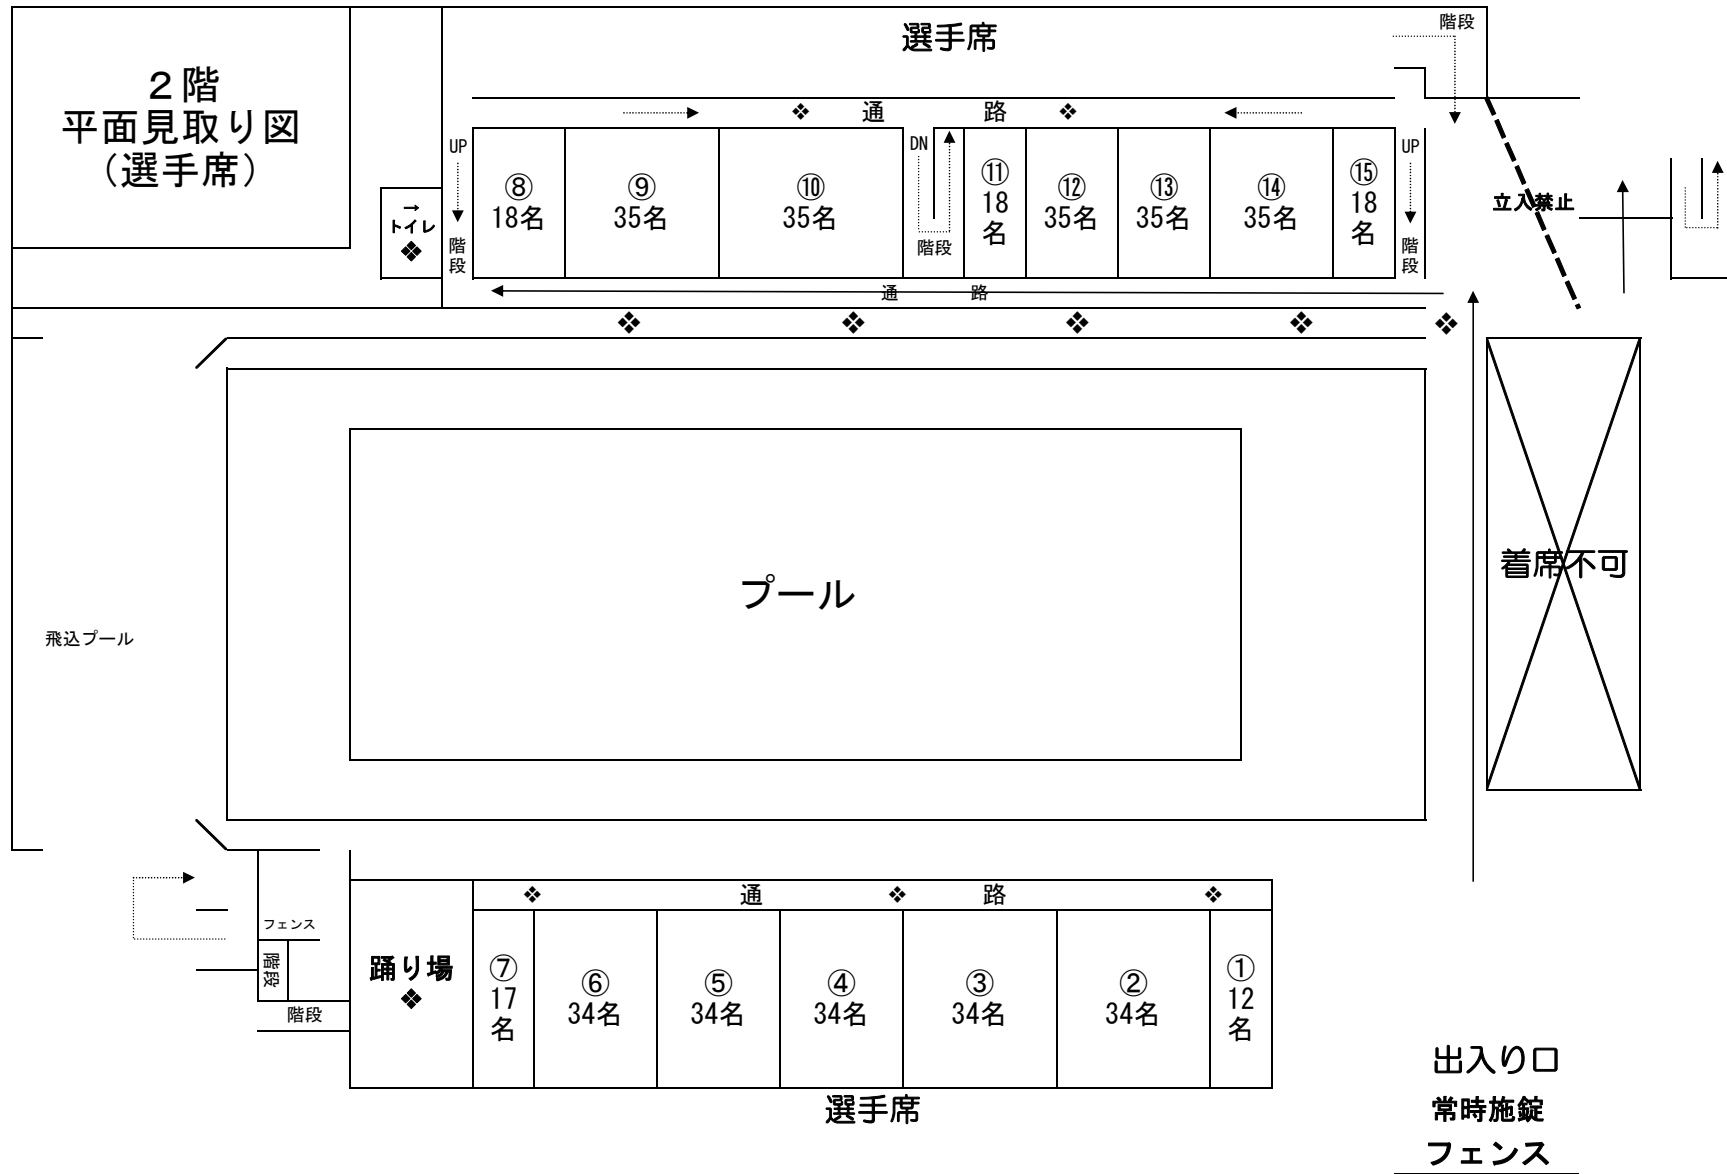 ２階
平面見取り図
(選手席)
選手席
階段
❖ 通 路 ❖
UP
階段
→
トイレ
❖
⑧
18名
⑨
35名
⑩
35名
DN
階段
⑪
18
名
⑫
35名
⑬
35名
⑭
35名
⑮
18
名
UP
階段
立入禁止
通 路
❖ ❖ ❖ ❖ ❖
プール
飛込プール
着席不可
❖ 通 ❖ 路 ❖
フェンス
階段
階段
踊り場
❖
⑦
17
名
⑥
34名
⑤
34名
④
34名
③
34名
②
34名
①
12
名
選手席
出入り口
常時施錠
フェンス